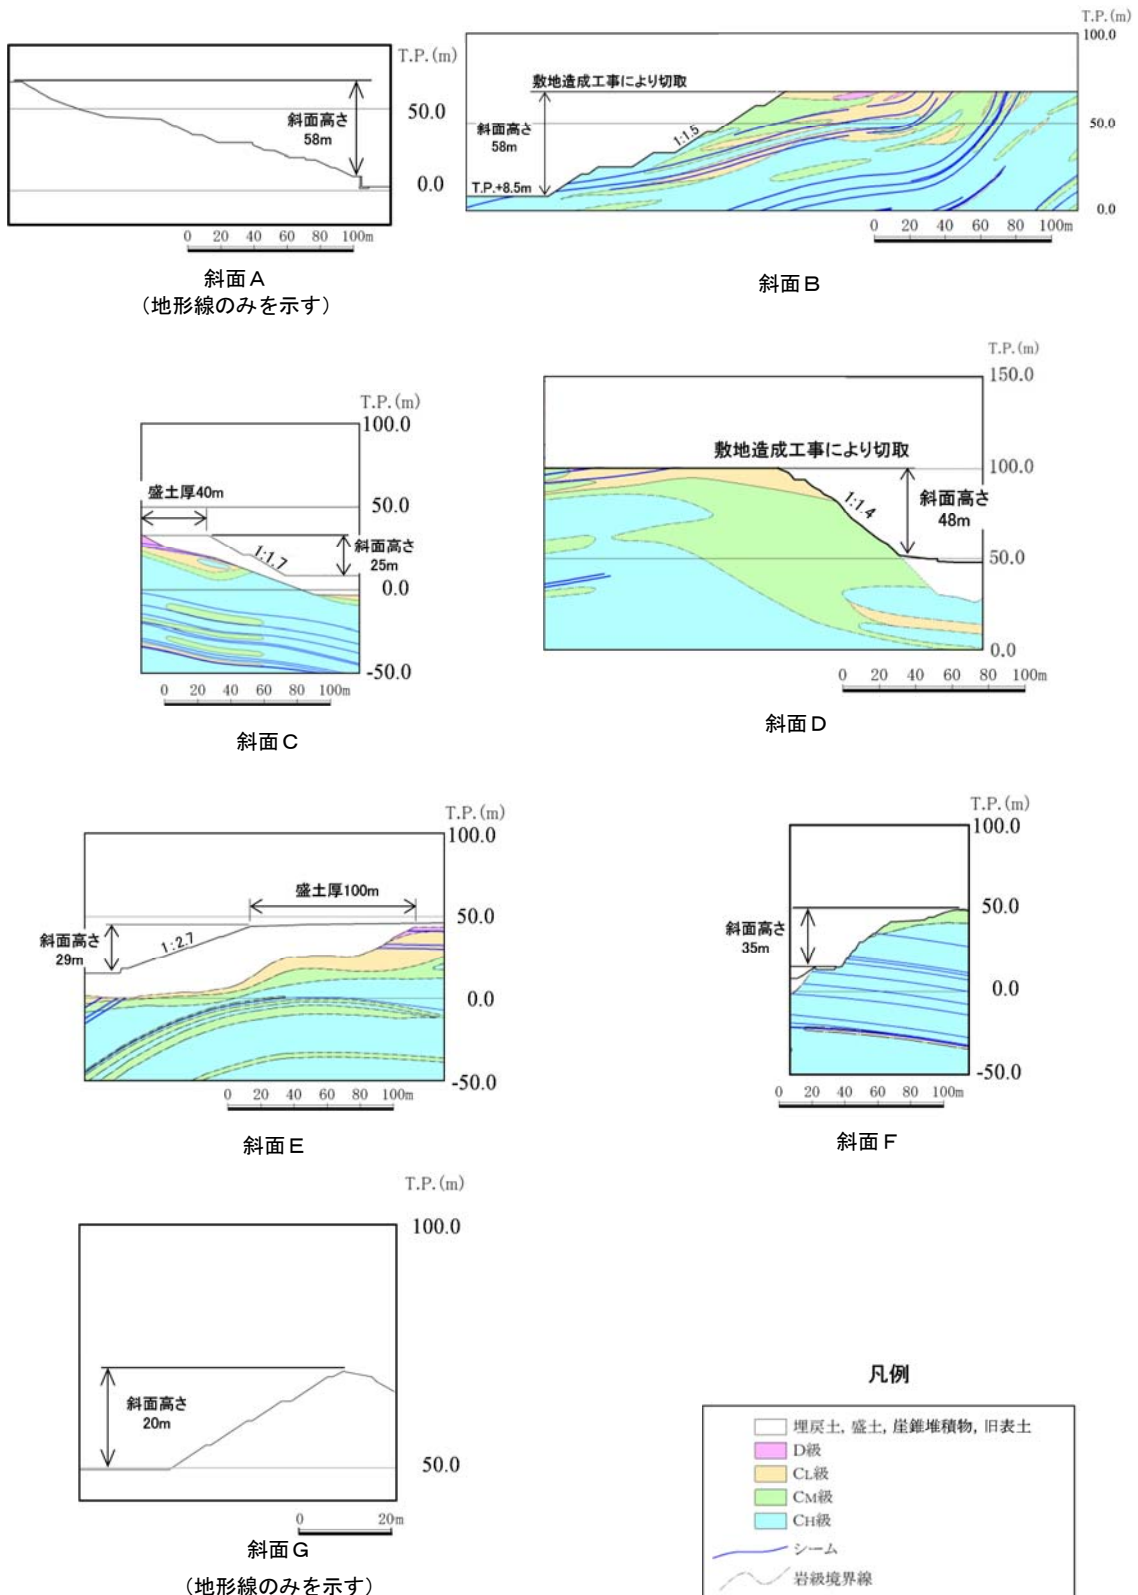 T.P.(m)
50.0
0.0
斜面高さ
58m
0 20 40 60 80 100m
斜面A
(地形線のみを示す)
T.P.(m)
100.0
50.0
0.0
敷地造成工事により切取
斜面高さ
58m
1:1.5
T.P.+8.5m
0 20 40 60 80 100m
斜面B
T.P.(m)
100.0
50.0
0.0
-50.0
盛土厚40m
1:1.7
斜面高さ
25m
0 20 40 60 80 100m
斜面C
T.P.(m)
150.0
100.0
50.0
0.0
敷地造成工事により切取
1:1.4
斜面高さ
48m
0 20 40 60 80 100m
斜面D
T.P.(m)
100.0
50.0
0.0
-50.0
盛土厚100m
斜面高さ
29m
1:2.7
0 20 40 60 80 100m
斜面E
T.P.(m)
100.0
50.0
0.0
-50.0
斜面高さ
35m
0 20 40 60 80 100m
斜面F
T.P.(m)
100.0
50.0
斜面高さ
20m
0 20m
斜面G
(地形線のみを示す)
凡例
埋戻土, 盛土, 崖錐堆積物, 旧表土
D級
CL級
CM級
CH級
シーム
岩級境界線